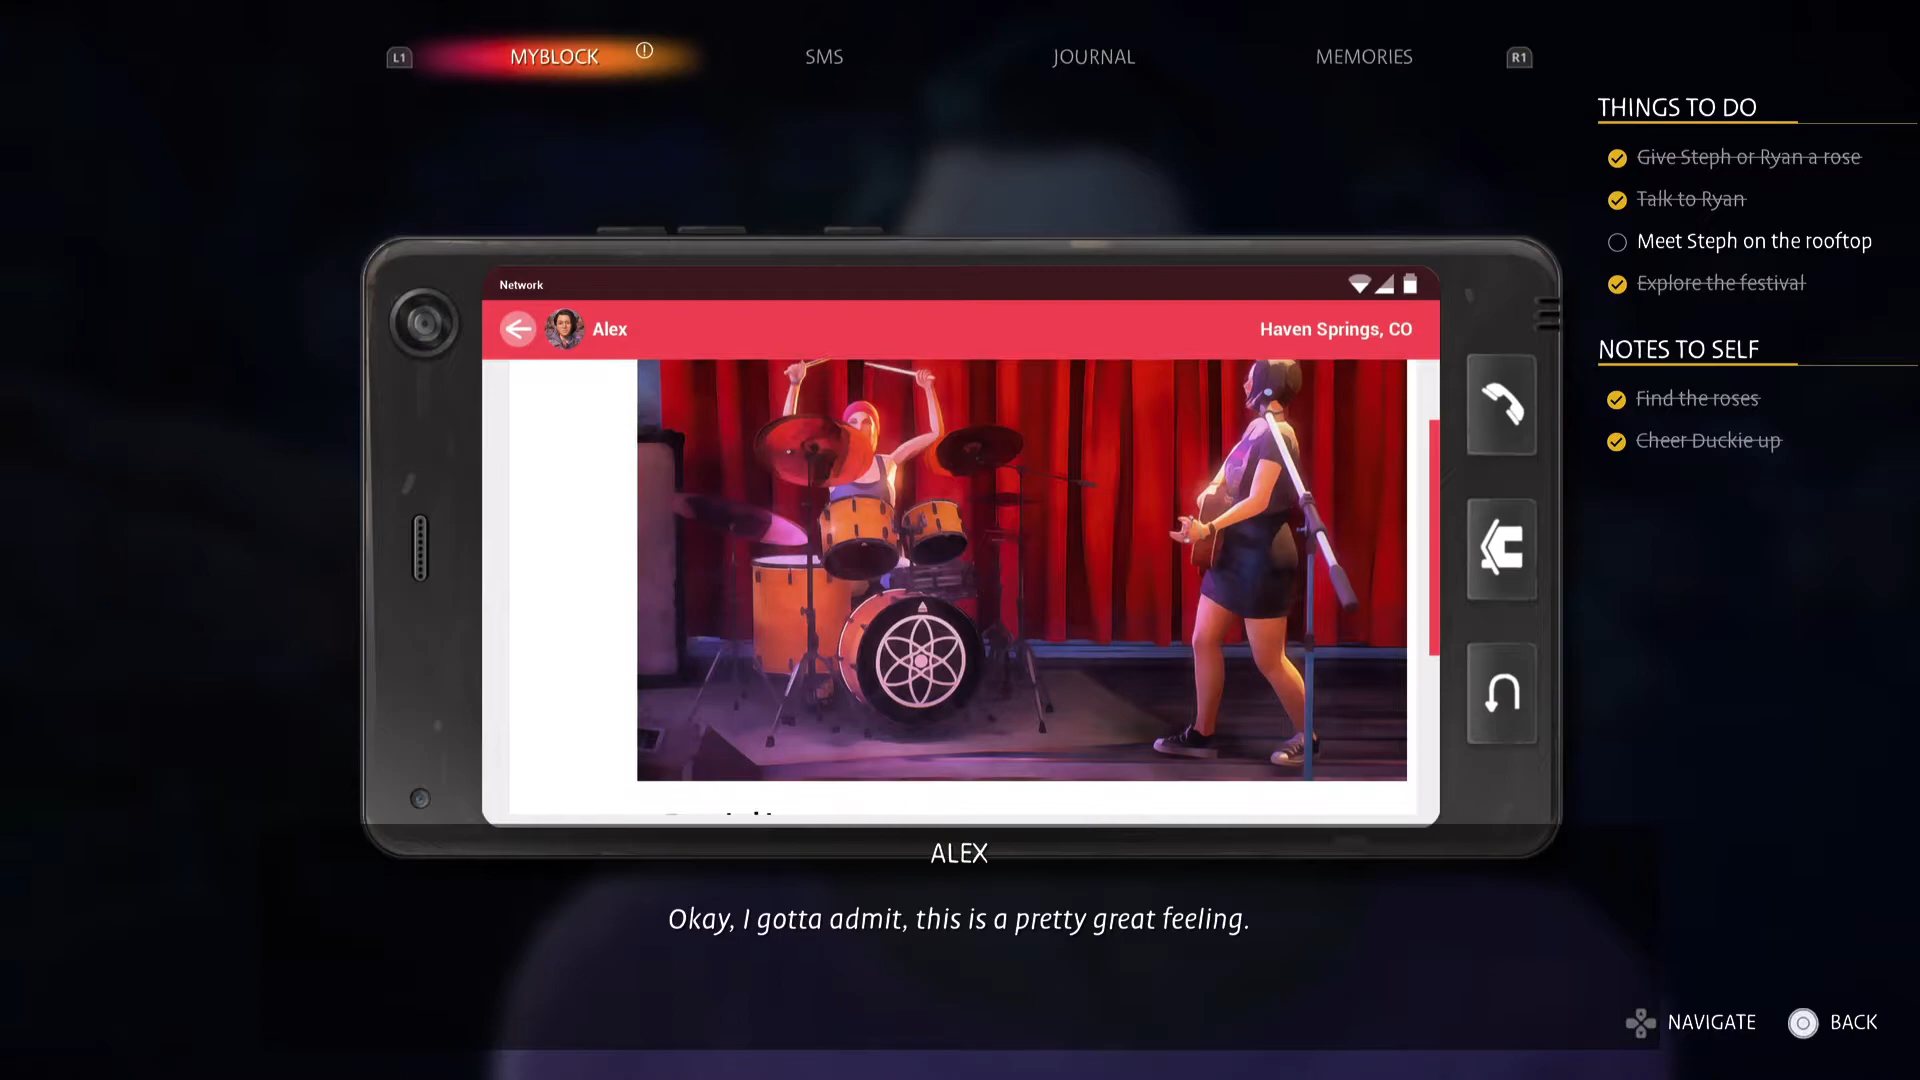 L1
MYBLOCK
SMS
JOURNAL
MEMORIES
R1
THINGS TO DO
Give Steph or Ryan a rose
Talk to Ryan
Meet Steph on the rooftop
Explore the festival
NOTES TO SELF
Find the roses
Cheer Duckie up
Network
Alex
Haven Springs, CO
ALEX
Okay, I gotta admit, this is a pretty great feeling.
NAVIGATE
BACK